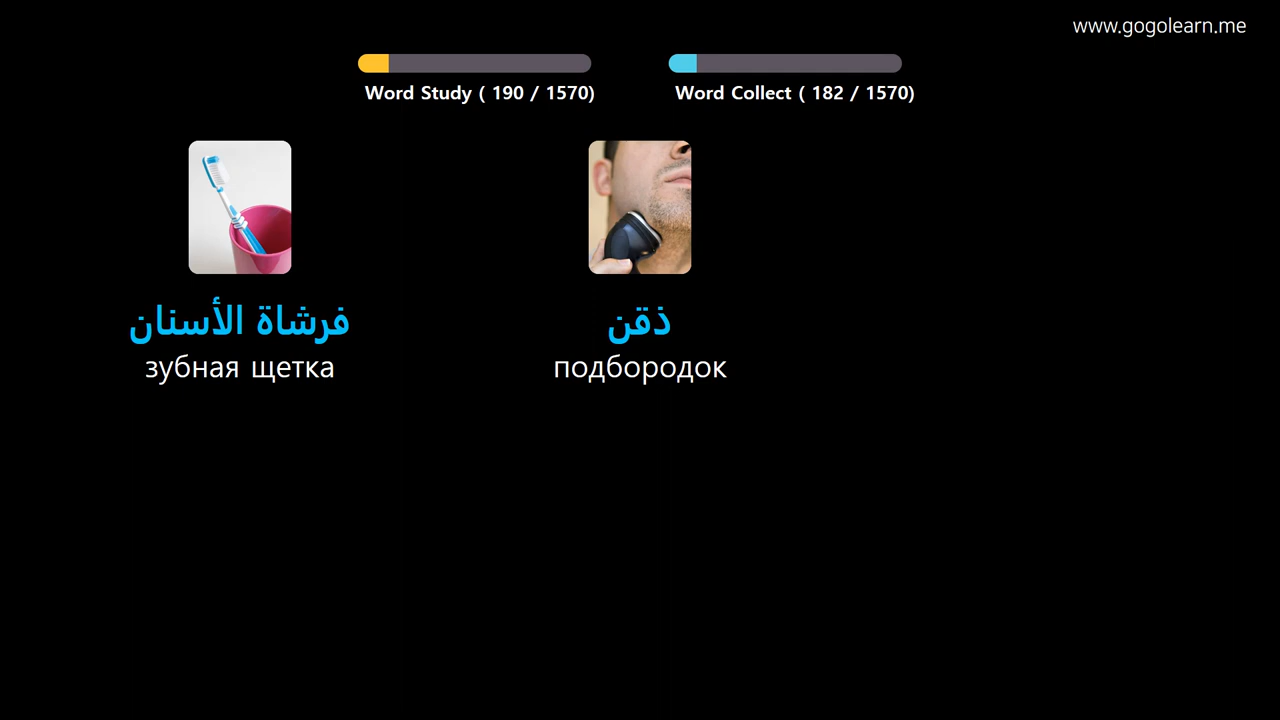 www.gogolearn.me
Word Study ( 190 / 1570)
Word Collect ( 182 / 1570)
فرشاة الأسنان
зубная щетка
ذقن
подбородок